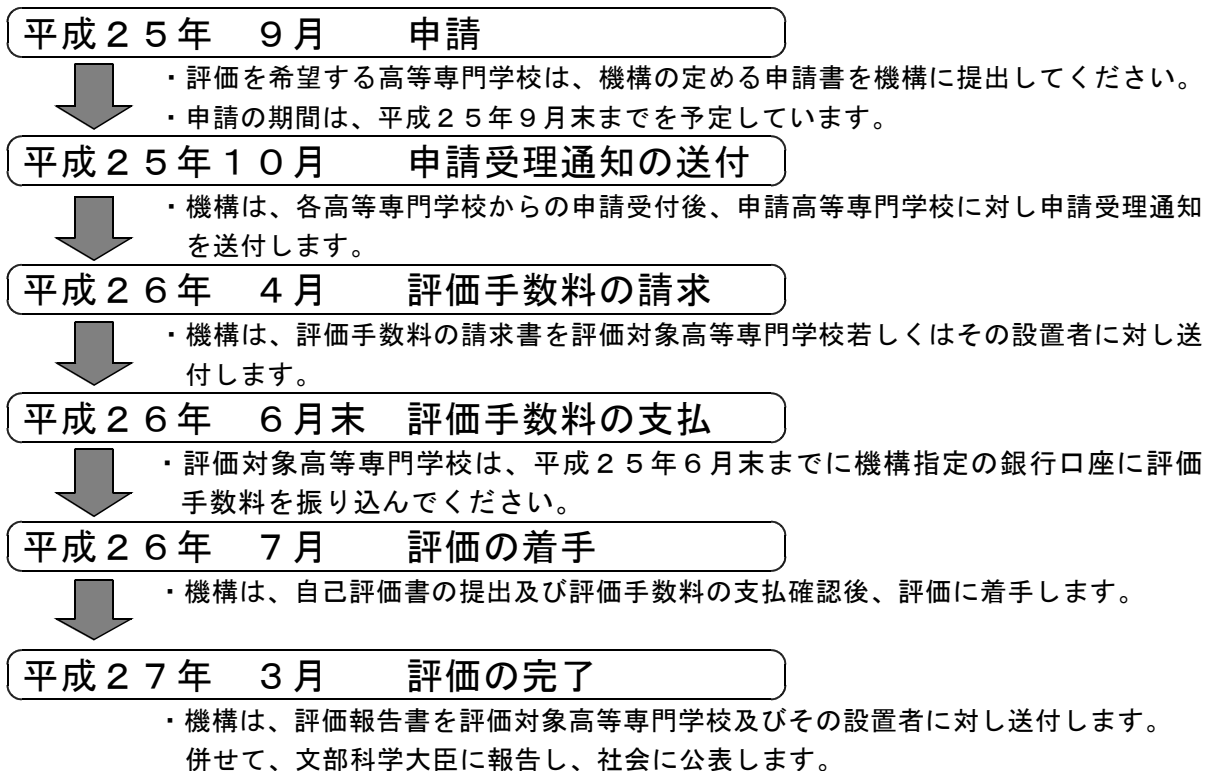 平成２５年　９月　　申請
・評価を希望する高等専門学校は、機構の定める申請書を機構に提出してください。
・申請の期間は、平成２５年９月末までを予定しています。
平成２５年１０月　　申請受理通知の送付
・機構は、各高等専門学校からの申請受付後、申請高等専門学校に対し申請受理通知
を送付します。
平成２６年　４月　　評価手数料の請求
・機構は、評価手数料の請求書を評価対象高等専門学校若しくはその設置者に対し送
付します。
平成２６年　６月末　評価手数料の支払
・評価対象高等専門学校は、平成２５年６月末までに機構指定の銀行口座に評価
手数料を振り込んでください。
平成２６年　７月　　評価の着手
・機構は、自己評価書の提出及び評価手数料の支払確認後、評価に着手します。
平成２７年　３月　　評価の完了
・機構は、評価報告書を評価対象高等専門学校及びその設置者に対し送付します。
併せて、文部科学大臣に報告し、社会に公表します。